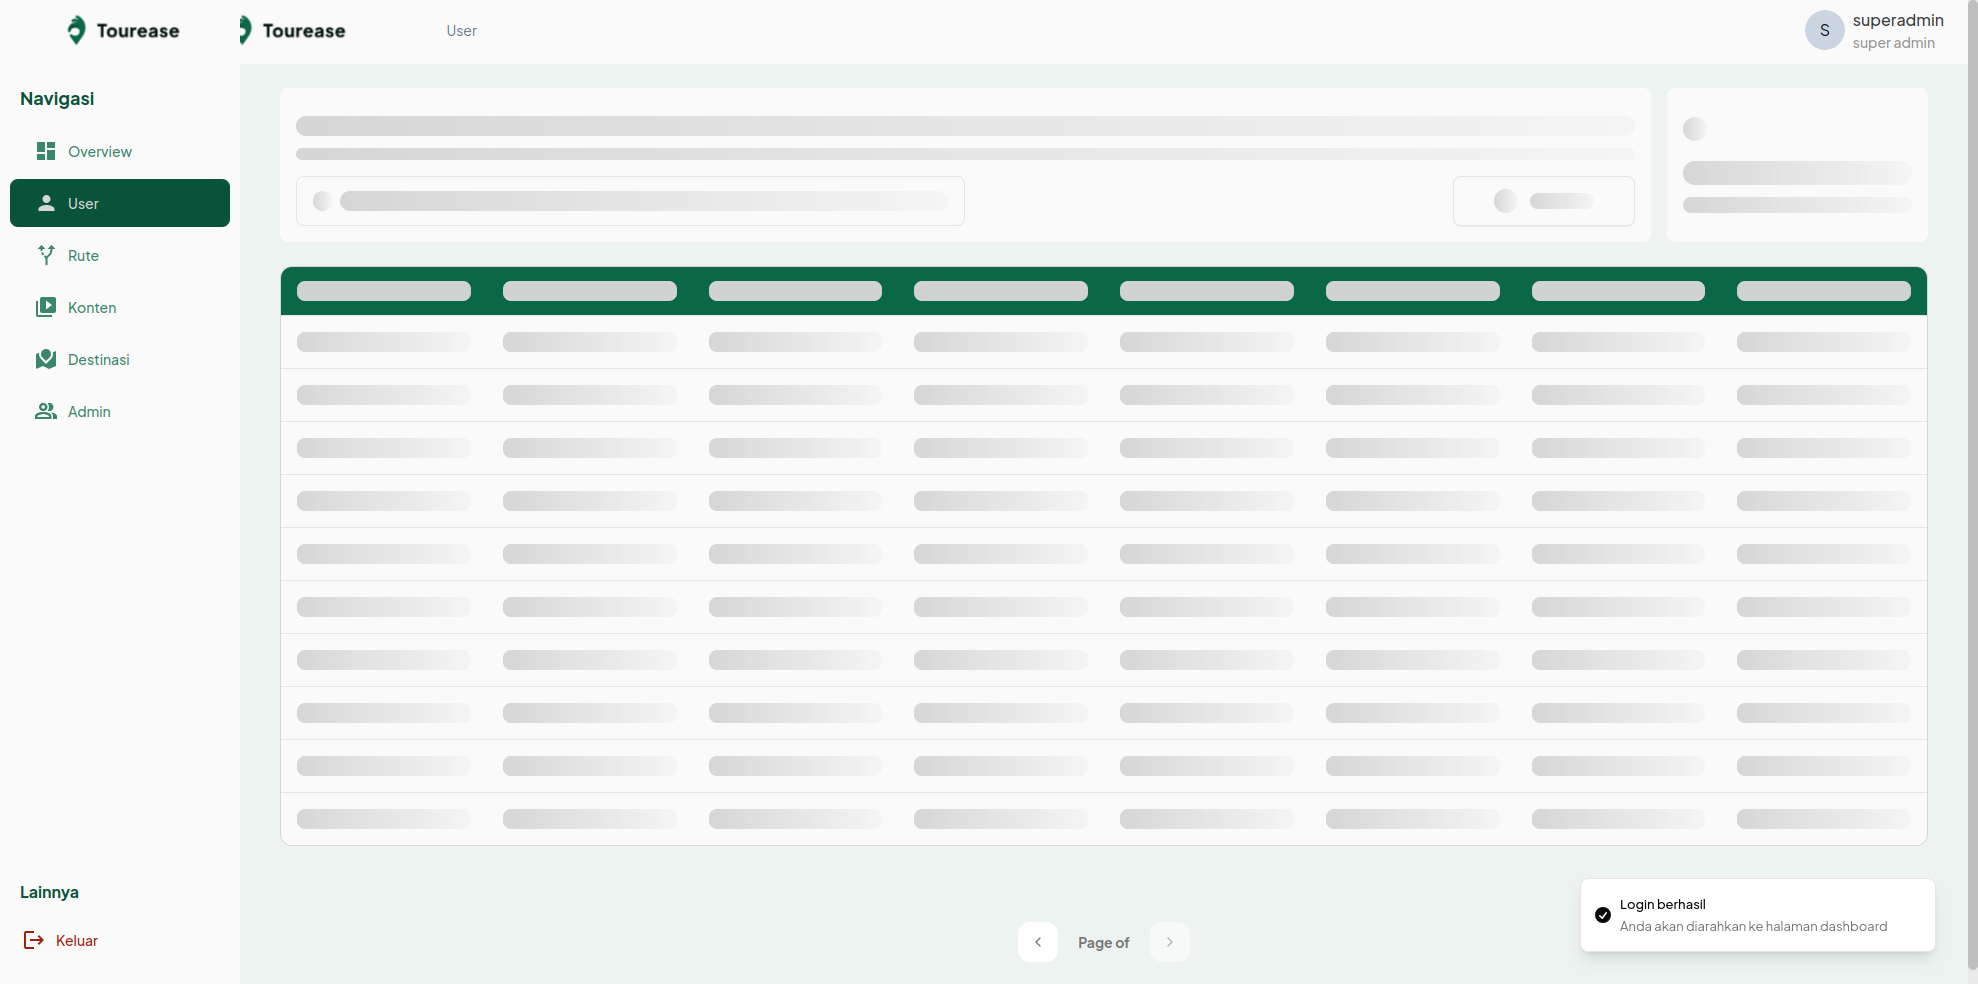 Tourease
Tourease
User
S
superadmin
super admin
Navigasi
Overview
User
Rute
Konten
Destinasi
Admin
Lainnya
Keluar
Page of
Login berhasil
Anda akan diarahkan ke halaman dashboard